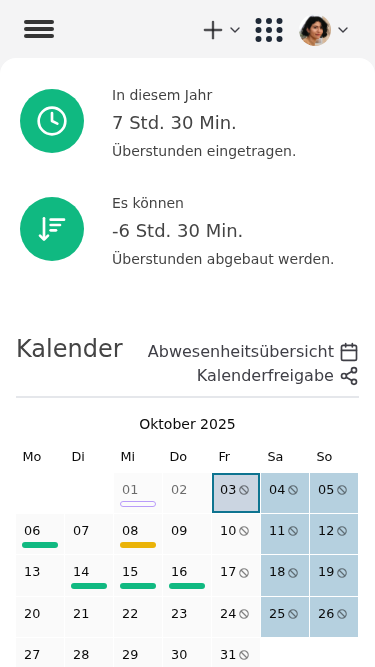 In diesem Jahr
7 Std. 30 Min.
Überstunden eingetragen.
Es können
-6 Std. 30 Min.
Überstunden abgebaut werden.
Kalender
Abwesenheitsübersicht
Kalenderfreigabe
Oktober 2025
Mo Di Mi Do Fr Sa So
01 02 03 04 05
06 07 08 09 10 11 12
13 14 15 16 17 18 19
20 21 22 23 24 25 26
27 28 29 30 31